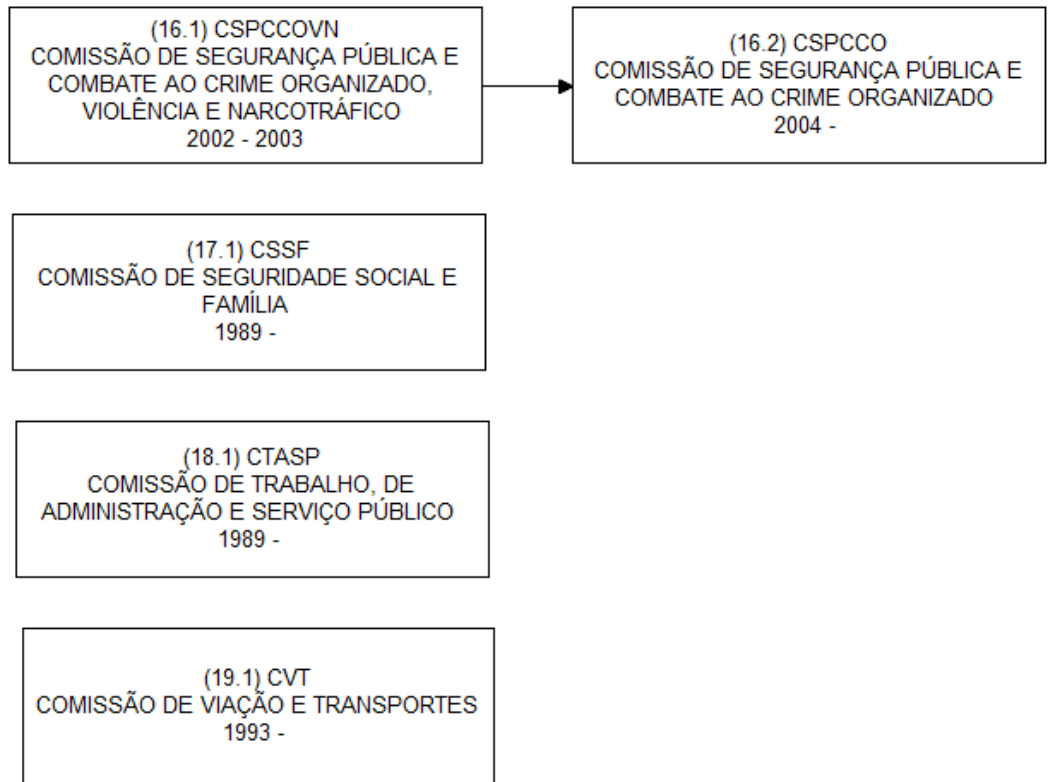 (16.1) CSPCCOVN
COMISSÃO DE SEGURANÇA PÚBLICA E
COMBATE AO CRIME ORGANIZADO,
VIOLÊNCIA E NARCOTRÁFICO
2002 - 2003
(16.2) CSPCCO
COMISSÃO DE SEGURANÇA PÚBLICA E
COMBATE AO CRIME ORGANIZADO
2004 -
(17.1) CSSF
COMISSÃO DE SEGURIDADE SOCIAL E
FAMÍLIA
1989 -
(18.1) CTASP
COMISSÃO DE TRABALHO, DE
ADMINISTRAÇÃO E SERVIÇO PÚBLICO
1989 -
(19.1) CVT
COMISSÃO DE VIAÇÃO E TRANSPORTES
1993 -